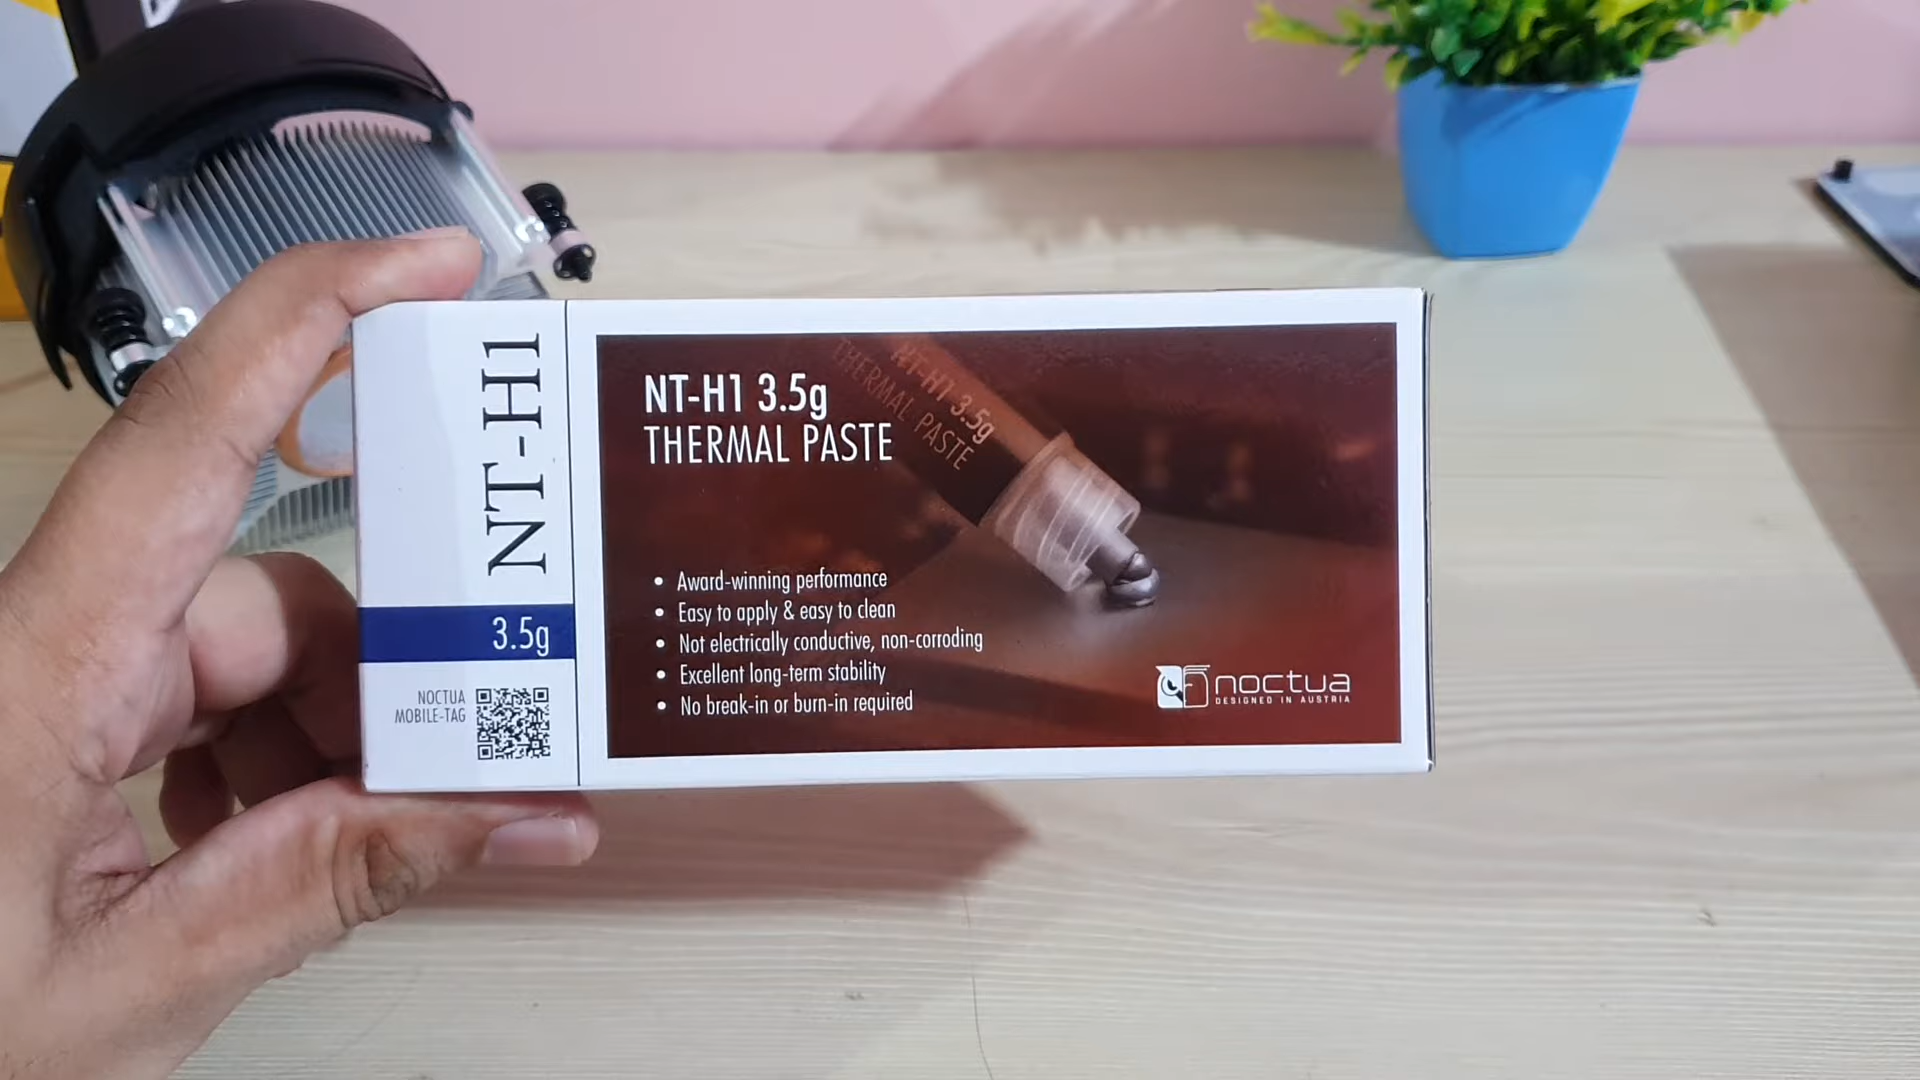 NT-H1
3.5g
NOCTUA
MOBILE-TAG
NT-H1 3.5g
THERMAL PASTE
NT-H1 3.5g
THERMAL PASTE
• Award-winning performance
• Easy to apply & easy to clean
• Not electrically conductive, non-corroding
• Excellent long-term stability
• No break-in or burn-in required
noctua
DESIGNED IN AUSTRIA